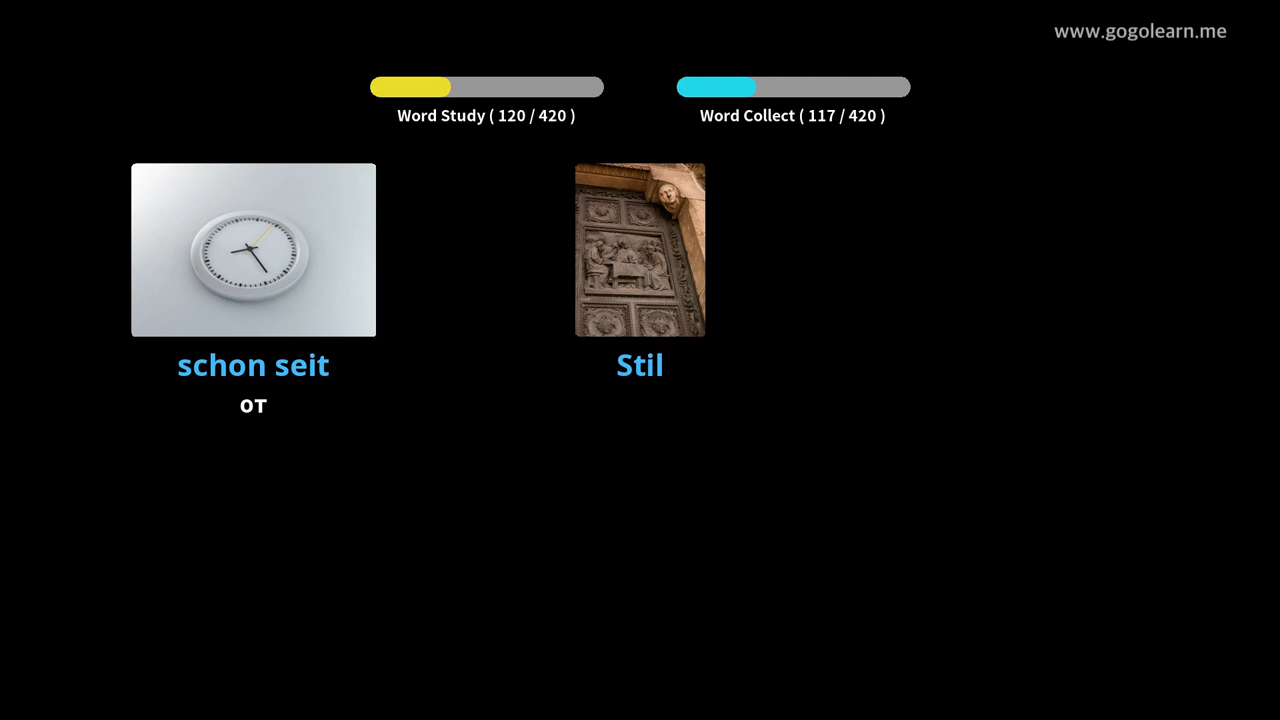 www.gogolearn.me
Word Study ( 120 / 420 )
Word Collect ( 117 / 420 )
schon seit
Stil
от